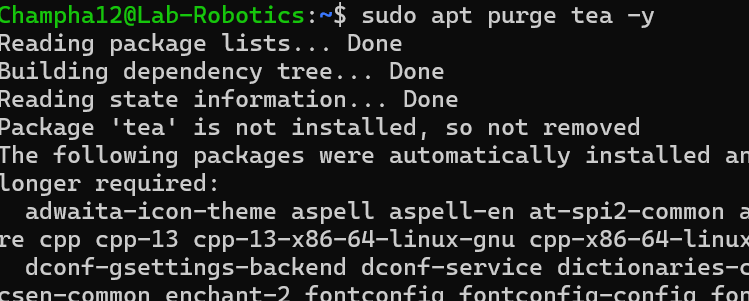 Champha12@Lab-Robotics:~$ sudo apt purge tea -y
Reading package lists... Done
Building dependency tree... Done
Reading state information... Done
Package 'tea' is not installed, so not removed
The following packages were automatically installed an
longer required:
adwaita-icon-theme aspell aspell-en at-spi2-common a
re cpp cpp-13 cpp-13-x86-64-linux-gnu cpp-x86-64-linux
dconf-gsettings-backend dconf-service dictionaries-c
csen-common enchant-2 fontconfig fontconfig-config fon